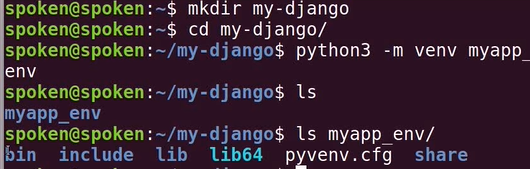 spoken@spoken:~$ mkdir my-django
spoken@spoken:~$ cd my-django/
spoken@spoken:~/my-django$ python3 -m venv myapp_
env
spoken@spoken:~/my-django$ ls
myapp_env
spoken@spoken:~/my-django$ ls myapp_env/
bin include lib lib64 pyvenv.cfg share